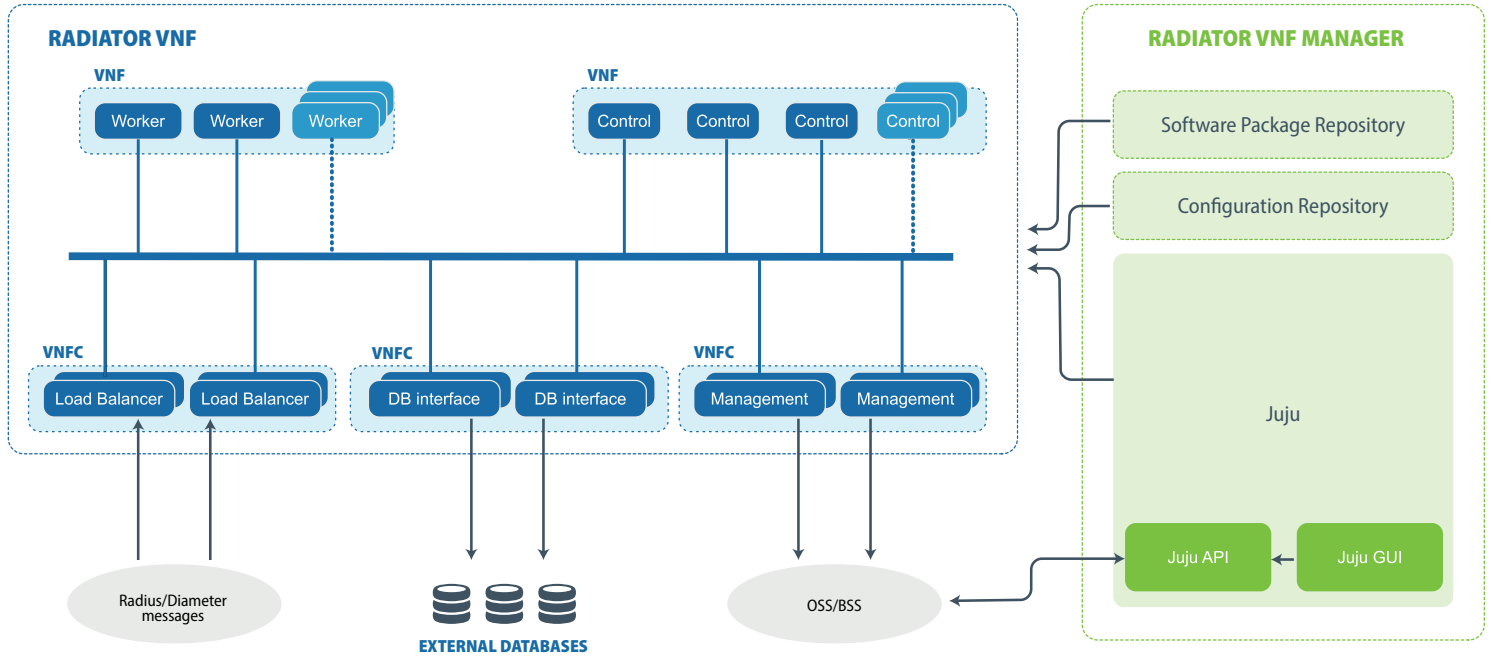 RADIATOR VNF
VNF
Worker
Worker
Worker
VNF
Control
Control
Control
Control
VNFC
Load Balancer
Load Balancer
VNFC
DB interface
DB interface
VNFC
Management
Management
Radius/Diameter
messages
EXTERNAL DATABASES
OSS/BSS
RADIATOR VNF MANAGER
Software Package Repository
Configuration Repository
Juju
Juju API
Juju GUI